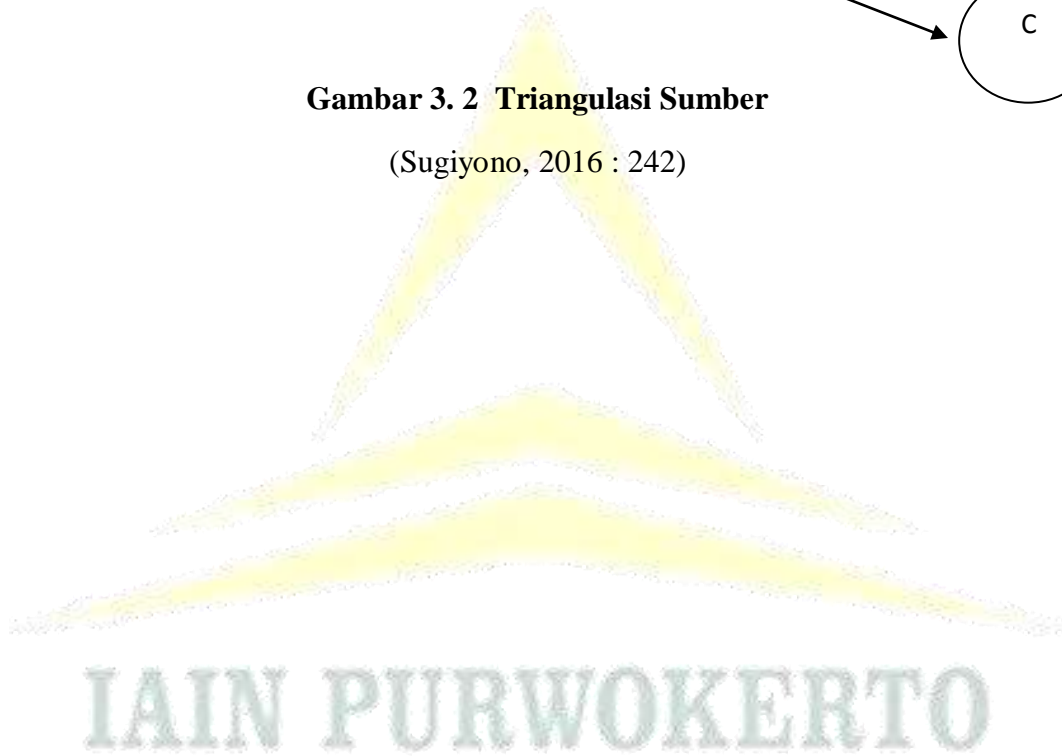 C
Gambar 3. 2 Triangulasi Sumber
(Sugiyono, 2016 : 242)
IAIN PURWOKERTO